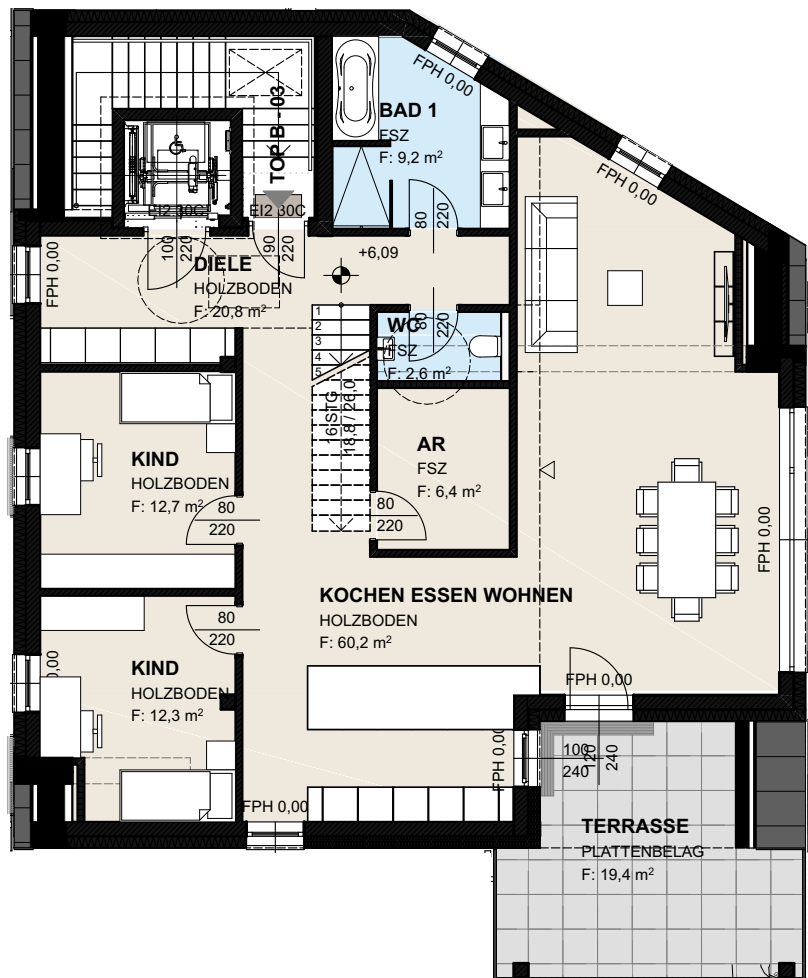 FPH 0,00
TOP B - 03
BAD 1
FSZ
F: 9,2 m²
FPH 0,00
EI2 30C
EI2 30C
80
220
100
220
90
220
+6,09
FPH 0,00
DIELE
HOLZBODEN
F: 20,8 m²
1
2
3
4
5
WC
FSZ
F: 2,6 m²
80
220
16 STG
18,8 / 26,0
AR
FSZ
F: 6,4 m²
80
220
KIND
HOLZBODEN
F: 12,7 m²
80
220
FPH 0,00
KOCHEN ESSEN WOHNEN
HOLZBODEN
F: 60,2 m²
80
220
KIND
HOLZBODEN
F: 12,3 m²
0,00
FPH 0,00
FPH 0,00
100
240
120
240
FPH 0,00
TERRASSE
PLATTENBELAG
F: 19,4 m²